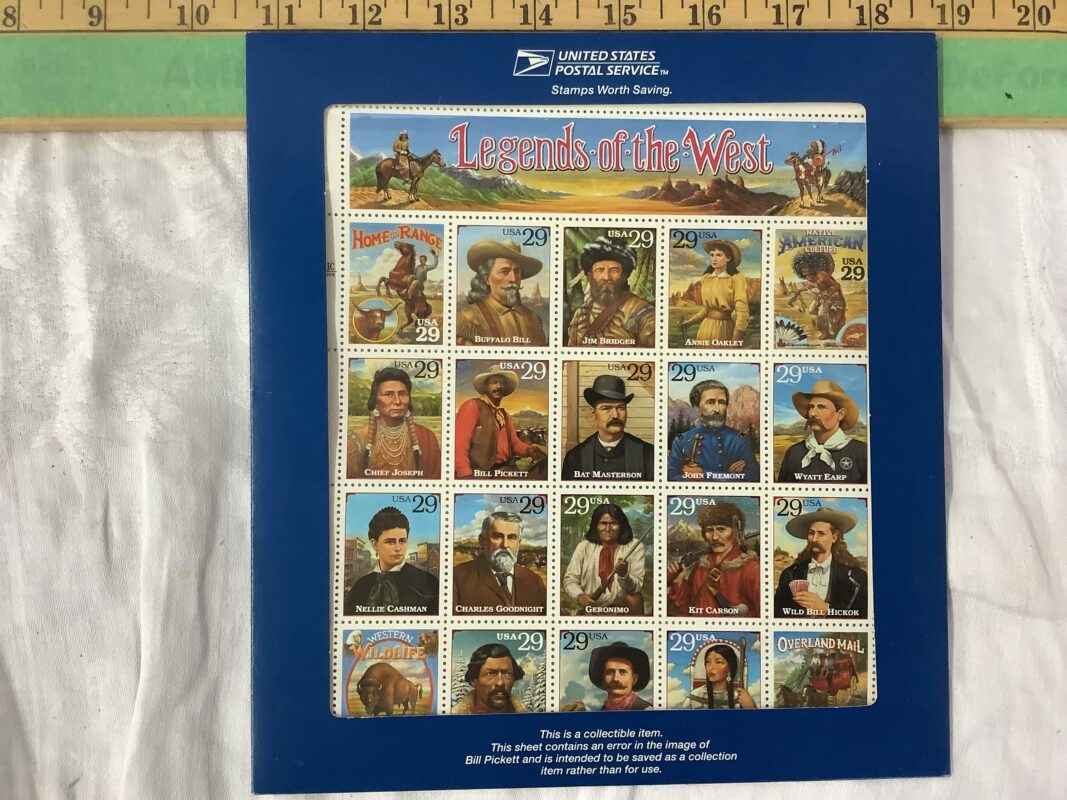 8 9 10 11 12 13 14 15 16 17 18 19 20
UNITED STATES
POSTAL SERVICE™
Stamps Worth Saving.
Legends of the West
HOME ON THE RANGE
USA
29
USA 29
BUFFALO BILL
USA 29
JIM BRIDGER
29 USA
ANNIE OAKLEY
NATIVE
AMERICAN
CULTURE
USA
29
USA 29
CHIEF JOSEPH
USA 29
BILL PICKETT
USA 29
BAT MASTERSON
29 USA
JOHN FREMONT
29 USA
WYATT EARP
USA 29
NELLIE CASHMAN
USA 29
CHARLES GOODNIGHT
29 USA
GERONIMO
29 USA
KIT CARSON
29 USA
WILD BILL HICKOK
WESTERN
WILDLIFE
USA 29
29 USA
29 USA
OVERLAND MAIL
This is a collectible item.
This sheet contains an error in the image of
Bill Pickett and is intended to be saved as a collection
item rather than for use.